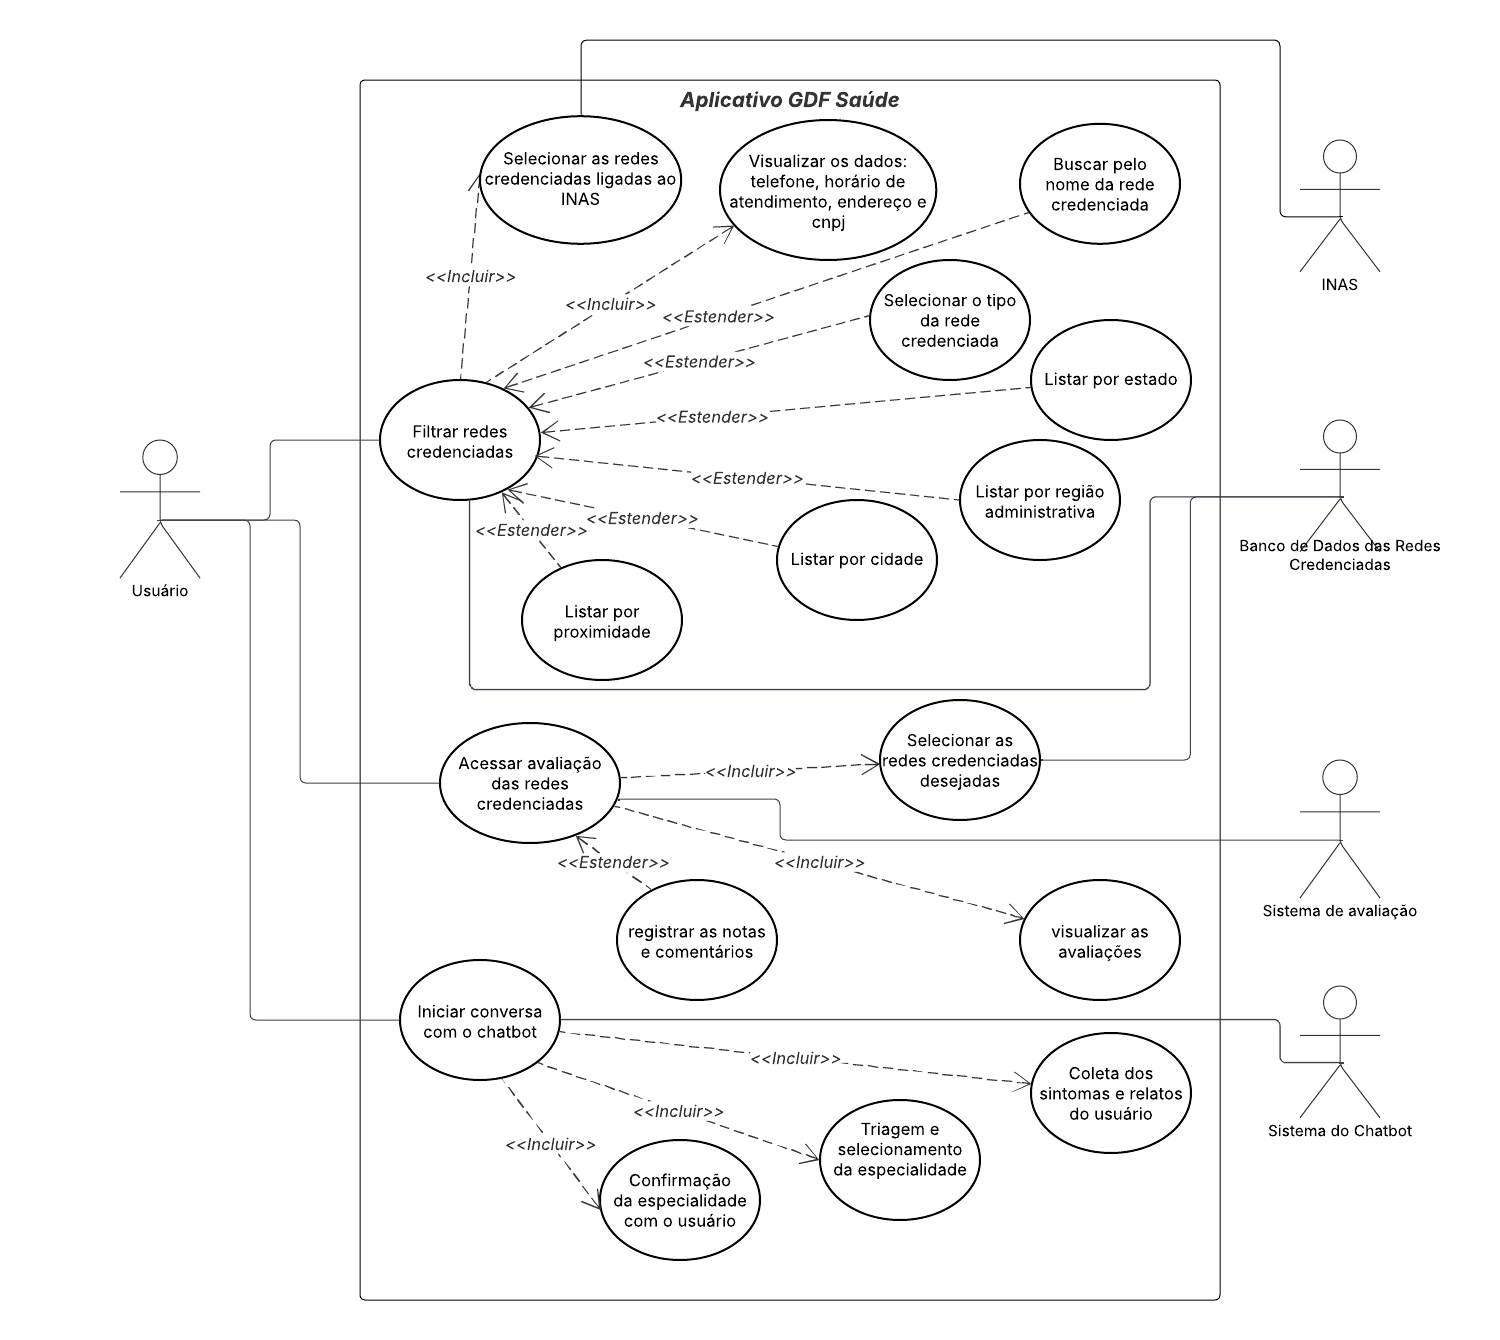 Aplicativo GDF Saúde
Selecionar as redes
credenciadas ligadas ao
INAS
Visualizar os dados:
telefone, horário de
atendimento, endereço e
cnpj
Buscar pelo
nome da rede
credenciada
INAS
<<Incluir>>
<<Incluir>>
<<Estender>>
Selecionar o tipo
da rede
credenciada
<<Estender>>
Listar por estado
<<Estender>>
Filtrar redes
credenciadas
<<Estender>>
Listar por região
administrativa
<<Estender>>
<<Estender>>
Listar por cidade
Banco de Dados das Redes
Credenciadas
Usuário
Listar por
proximidade
Acessar avaliação
das redes
credenciadas
<<Incluir>>
Selecionar as
redes credenciadas
desejadas
<<Estender>>
<<Incluir>>
Sistema de avaliação
registrar as notas
e comentários
visualizar as
avaliações
Iniciar conversa
com o chatbot
<<Incluir>>
Coleta dos
sintomas e relatos
do usuário
<<Incluir>>
Sistema do Chatbot
<<Incluir>>
Triagem e
selecionamento
da especialidade
Confirmação
da especialidade
com o usuário